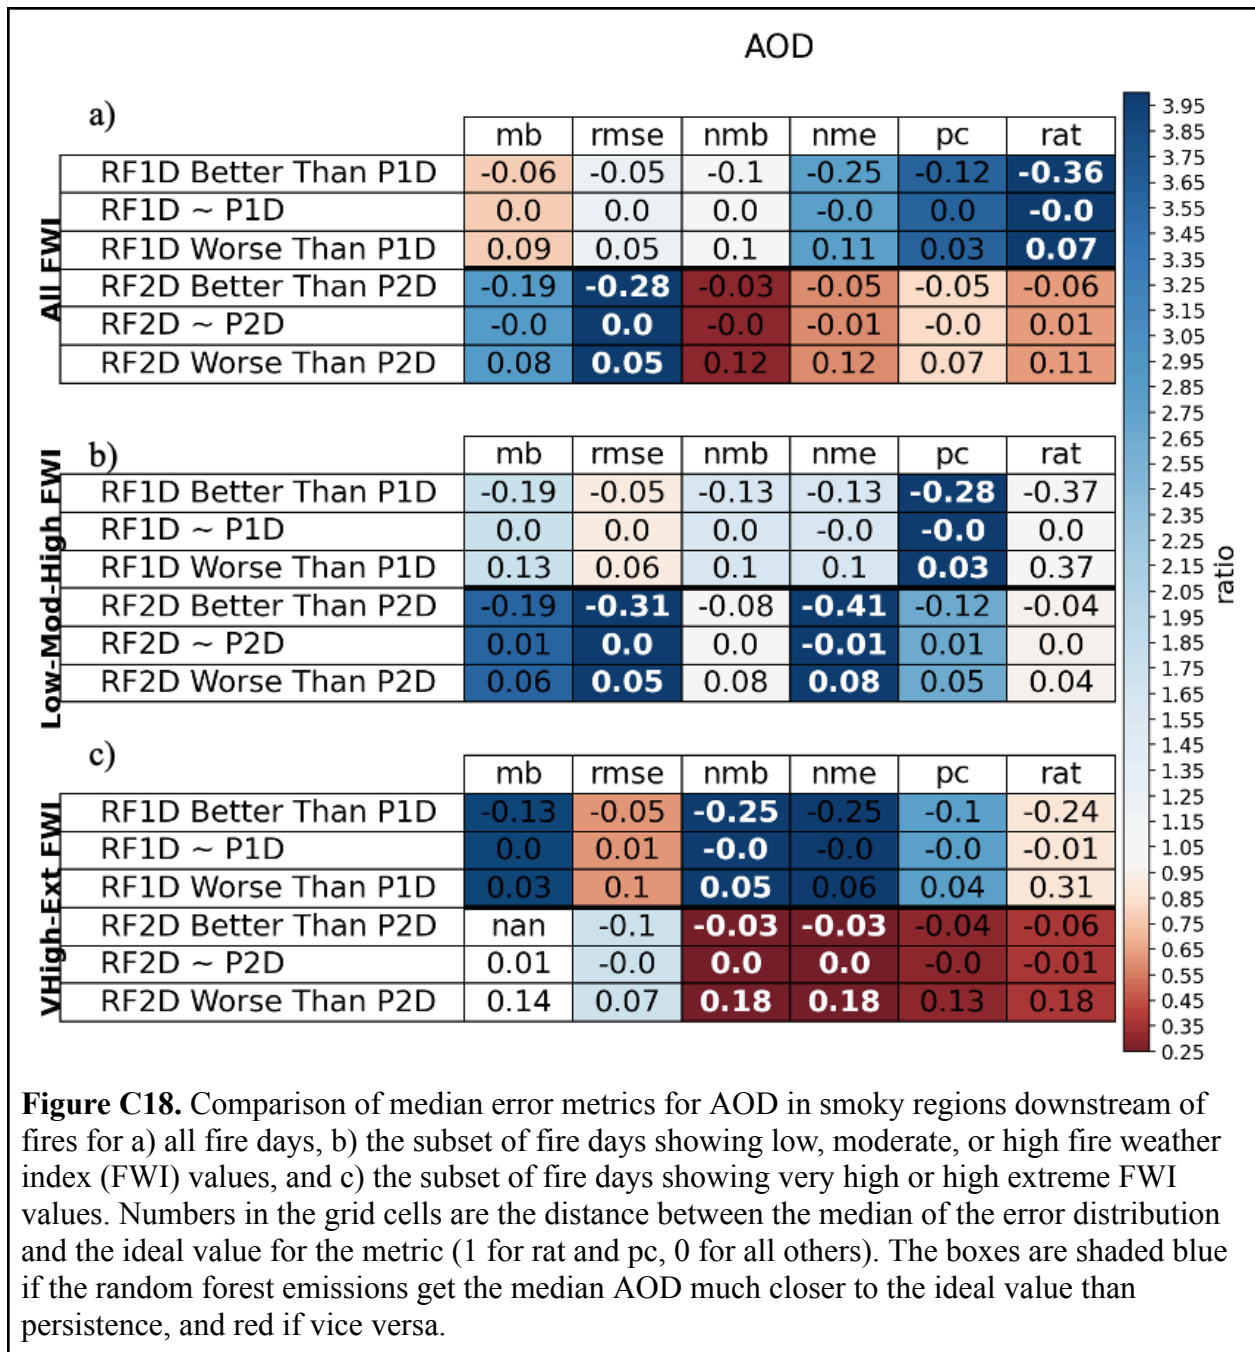 AOD
a)
mb rmse nmb nme pc rat
All FWI
RF1D Better Than P1D -0.06 -0.05 -0.1 -0.25 -0.12 -0.36
RF1D ~ P1D 0.0 0.0 0.0 -0.0 0.0 -0.0
RF1D Worse Than P1D 0.09 0.05 0.1 0.11 0.03 0.07
RF2D Better Than P2D -0.19 -0.28 -0.03 -0.05 -0.05 -0.06
RF2D ~ P2D -0.0 0.0 -0.0 -0.01 -0.0 0.01
RF2D Worse Than P2D 0.08 0.05 0.12 0.12 0.07 0.11
b)
mb rmse nmb nme pc rat
Low-Mod-High FWI
RF1D Better Than P1D -0.19 -0.05 -0.13 -0.13 -0.28 -0.37
RF1D ~ P1D 0.0 0.0 0.0 -0.0 -0.0 0.0
RF1D Worse Than P1D 0.13 0.06 0.1 0.1 0.03 0.37
RF2D Better Than P2D -0.19 -0.31 -0.08 -0.41 -0.12 -0.04
RF2D ~ P2D 0.01 0.0 0.0 -0.01 0.01 0.0
RF2D Worse Than P2D 0.06 0.05 0.08 0.08 0.05 0.04
c)
mb rmse nmb nme pc rat
VHigh-Ext FWI
RF1D Better Than P1D -0.13 -0.05 -0.25 -0.25 -0.1 -0.24
RF1D ~ P1D 0.0 0.01 -0.0 -0.0 -0.0 -0.01
RF1D Worse Than P1D 0.03 0.1 0.05 0.06 0.04 0.31
RF2D Better Than P2D nan -0.1 -0.03 -0.03 -0.04 -0.06
RF2D ~ P2D 0.01 -0.0 0.0 0.0 -0.0 -0.01
RF2D Worse Than P2D 0.14 0.07 0.18 0.18 0.13 0.18
3.95
3.85
3.75
3.65
3.55
3.45
3.35
3.25
3.15
3.05
2.95
2.85
2.75
2.65
2.55
2.45
2.35
2.25
2.15
2.05
1.95
1.85
1.75
1.65
1.55
1.45
1.35
1.25
1.15
1.05
0.95
0.85
0.75
0.65
0.55
0.45
0.35
0.25
ratio
Figure C18. Comparison of median error metrics for AOD in smoky regions downstream of
fires for a) all fire days, b) the subset of fire days showing low, moderate, or high fire weather
index (FWI) values, and c) the subset of fire days showing very high or high extreme FWI
values. Numbers in the grid cells are the distance between the median of the error distribution
and the ideal value for the metric (1 for rat and pc, 0 for all others). The boxes are shaded blue
if the random forest emissions get the median AOD much closer to the ideal value than
persistence, and red if vice versa.